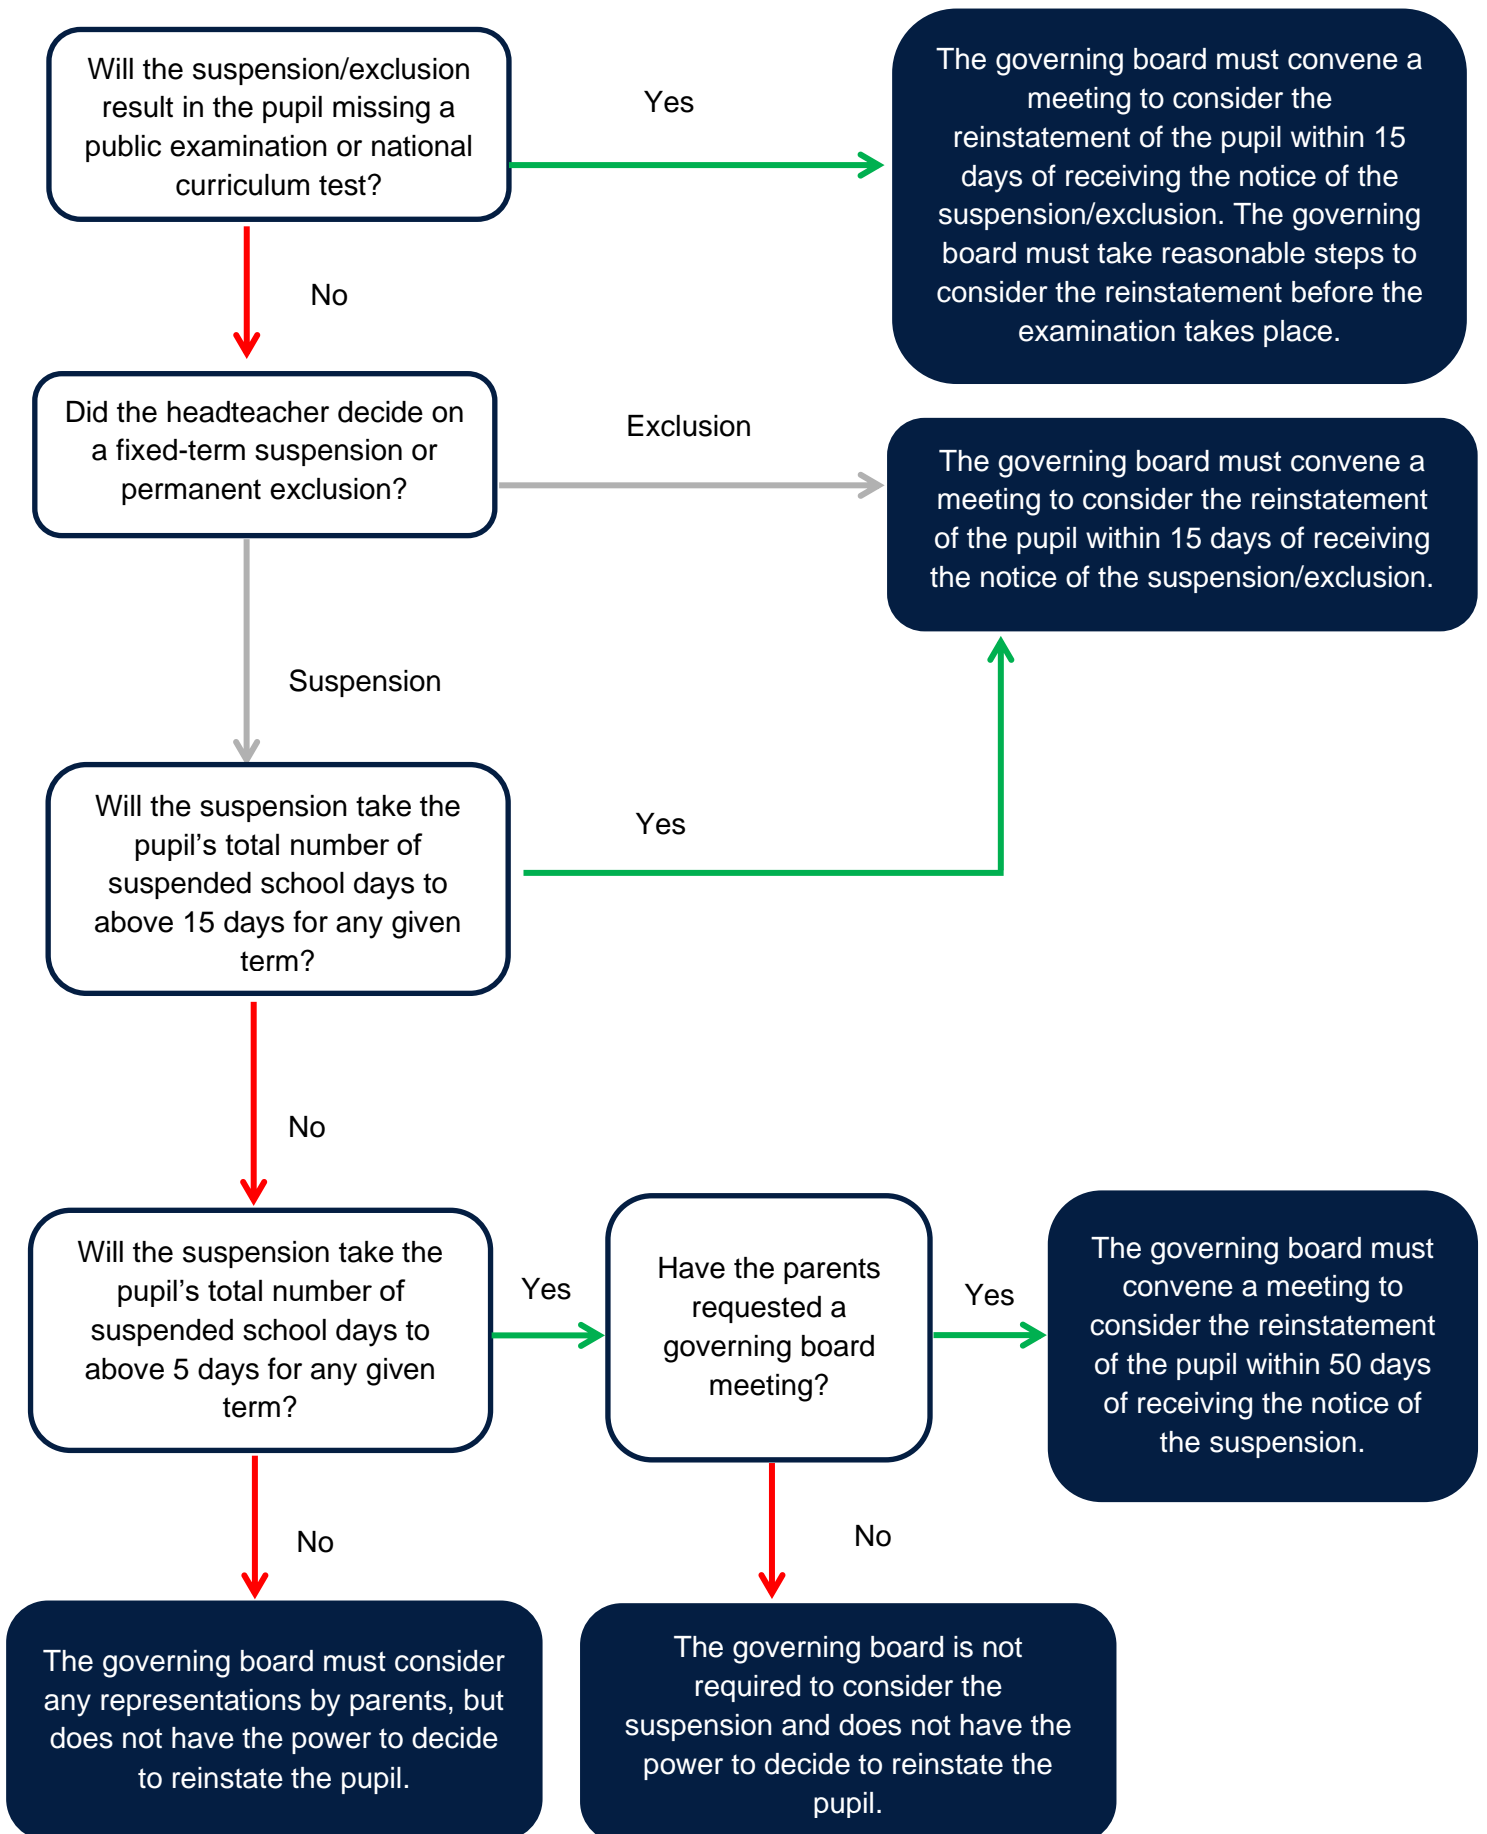 Will the suspension/exclusion
result in the pupil missing a
public examination or national
curriculum test?
Yes
The governing board must convene a
meeting to consider the
reinstatement of the pupil within 15
days of receiving the notice of the
suspension/exclusion. The governing
board must take reasonable steps to
consider the reinstatement before the
examination takes place.
No
Did the headteacher decide on
a fixed-term suspension or
permanent exclusion?
Exclusion
The governing board must convene a
meeting to consider the reinstatement
of the pupil within 15 days of receiving
the notice of the suspension/exclusion.
Suspension
Will the suspension take the
pupil’s total number of
suspended school days to
above 15 days for any given
term?
Yes
No
Will the suspension take the
pupil’s total number of
suspended school days to
above 5 days for any given
term?
Yes
Have the parents
requested a
governing board
meeting?
Yes
The governing board must
convene a meeting to
consider the reinstatement
of the pupil within 50 days
of receiving the notice of
the suspension.
No
No
The governing board must consider
any representations by parents, but
does not have the power to decide
to reinstate the pupil.
The governing board is not
required to consider the
suspension and does not have the
power to decide to reinstate the
pupil.